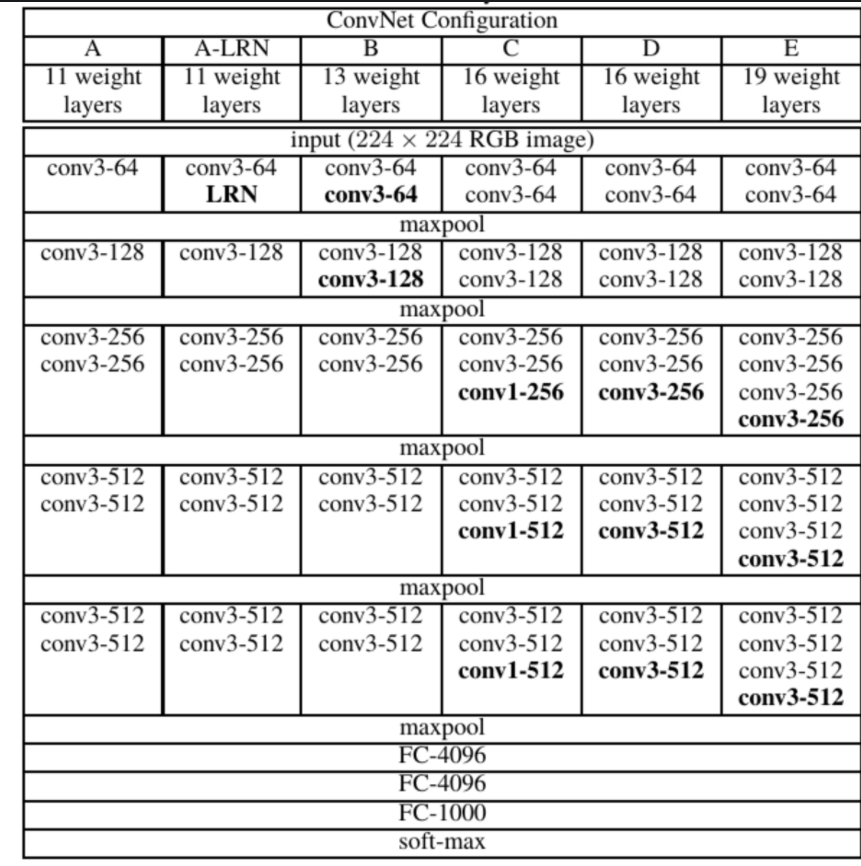 ConvNet Configuration
A A-LRN B C D E
11 weight 11 weight 13 weight 16 weight 16 weight 19 weight
layers layers layers layers layers layers
input (224 × 224 RGB image)
conv3-64 conv3-64 conv3-64 conv3-64 conv3-64 conv3-64
LRN conv3-64 conv3-64 conv3-64 conv3-64
maxpool
conv3-128 conv3-128 conv3-128 conv3-128 conv3-128 conv3-128
conv3-128 conv3-128 conv3-128 conv3-128
maxpool
conv3-256 conv3-256 conv3-256 conv3-256 conv3-256 conv3-256
conv3-256 conv3-256 conv3-256 conv3-256 conv3-256 conv3-256
conv1-256 conv3-256 conv3-256
conv3-256
maxpool
conv3-512 conv3-512 conv3-512 conv3-512 conv3-512 conv3-512
conv3-512 conv3-512 conv3-512 conv3-512 conv3-512 conv3-512
conv1-512 conv3-512 conv3-512
conv3-512
maxpool
conv3-512 conv3-512 conv3-512 conv3-512 conv3-512 conv3-512
conv3-512 conv3-512 conv3-512 conv3-512 conv3-512 conv3-512
conv1-512 conv3-512 conv3-512
conv3-512
maxpool
FC-4096
FC-4096
FC-1000
soft-max